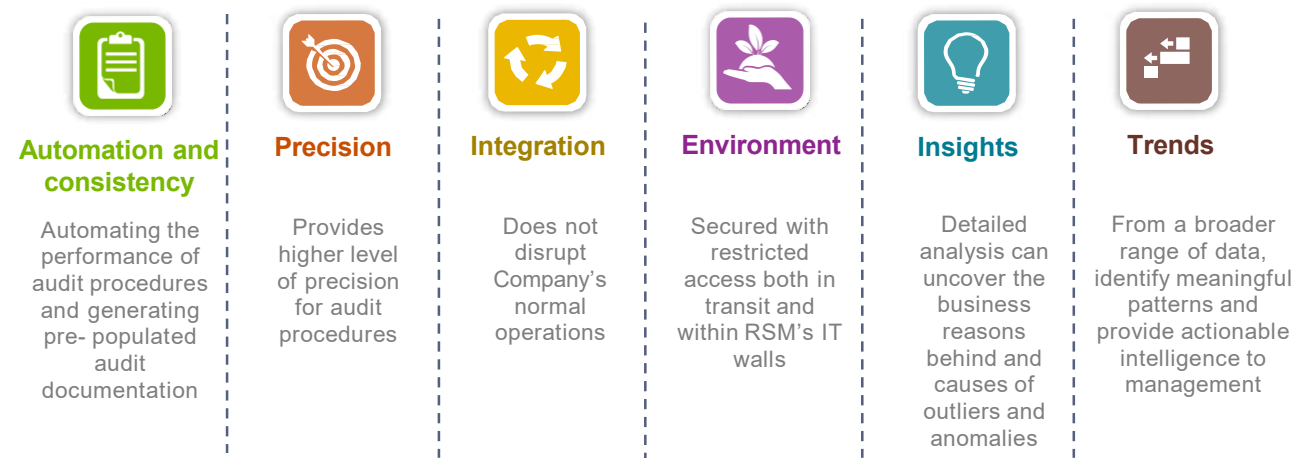 Automation and
consistency
Automating the
performance of
audit procedures
and generating
pre- populated
audit
documentation
Precision
Provides
higher level
of precision
for audit
procedures
Integration
Does not
disrupt
Company’s
normal
operations
Environment
Secured with
restricted
access both in
transit and
within RSM’s IT
walls
Insights
Detailed
analysis can
uncover the
business
reasons
behind and
causes of
outliers and
anomalies
Trends
From a broader
range of data,
identify meaningful
patterns and
provide actionable
intelligence to
management